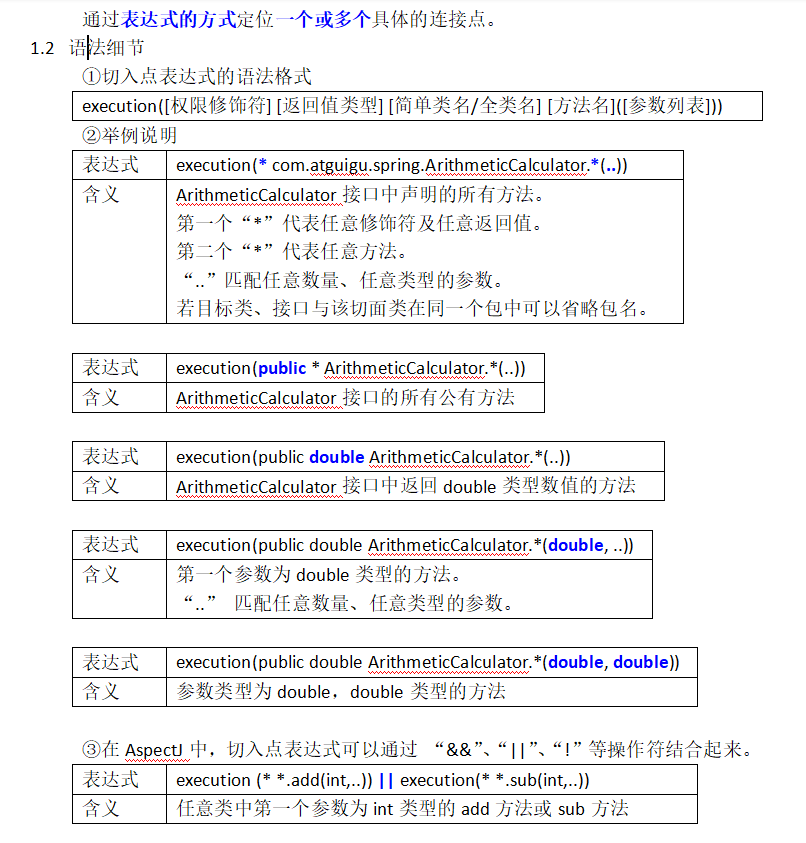 通过表达式的方式定位一个或多个具体的连接点。
1.2 语法细节
①切入点表达式的语法格式
execution([权限修饰符] [返回值类型] [简单类名/全类名] [方法名]([参数列表]))
②举例说明
表达式 execution(* com.atguigu.spring.ArithmeticCalculator.*(..))
含义 ArithmeticCalculator 接口中声明的所有方法。
第一个“*”代表任意修饰符及任意返回值。
第二个“*”代表任意方法。
“..”匹配任意数量、任意类型的参数。
若目标类、接口与该切面类在同一个包中可以省略包名。
表达式 execution(public * ArithmeticCalculator.*(..))
含义 ArithmeticCalculator 接口的所有公有方法
表达式 execution(public double ArithmeticCalculator.*(..))
含义 ArithmeticCalculator 接口中返回 double 类型数值的方法
表达式 execution(public double ArithmeticCalculator.*(double, ..))
含义 第一个参数为 double 类型的方法。
“..” 匹配任意数量、任意类型的参数。
表达式 execution(public double ArithmeticCalculator.*(double, double))
含义 参数类型为 double，double 类型的方法
③在 AspectJ 中，切入点表达式可以通过 “&&”、“||”、“!”等操作符结合起来。
表达式 execution (* *.add(int,..)) || execution(* *.sub(int,..))
含义 任意类中第一个参数为 int 类型的 add 方法或 sub 方法